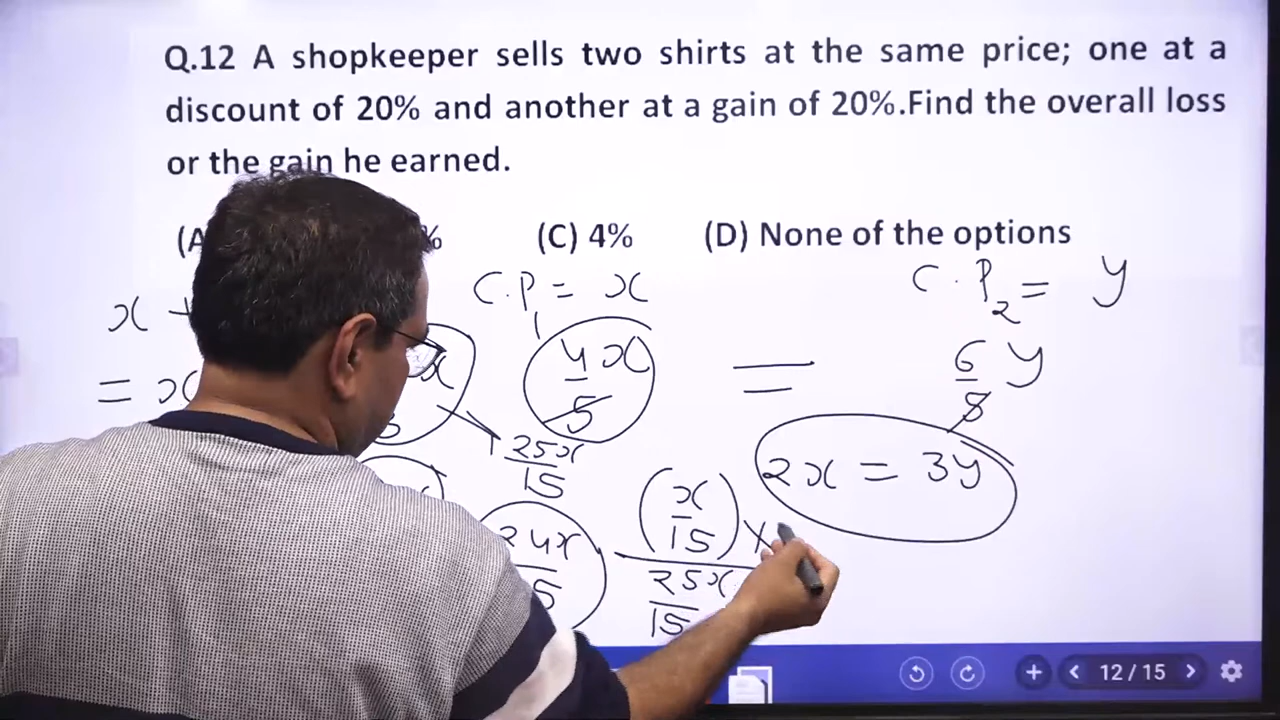 Q.12 A shopkeeper sells two shirts at the same price; one at a
discount of 20% and another at a gain of 20%.Find the overall loss
or the gain he earned.
(A % (C) 4% (D) None of the options
C.P1 = x
C.P2 = y
x +
4x/5 = 6/5 y
= x
25x/15
2x = 3y
24x
(x/15) ×
25x/15
12 / 15